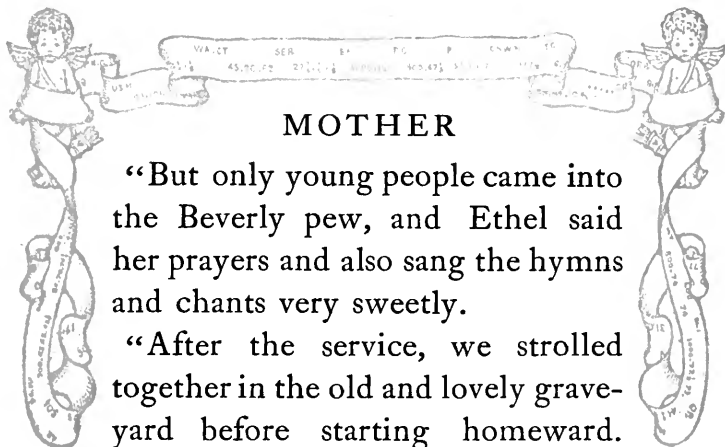 MOTHER
“But only young people came into
the Beverly pew, and Ethel said
her prayers and also sang the hymns
and chants very sweetly.
“After the service, we strolled
together in the old and lovely grave-
yard before starting homeward.